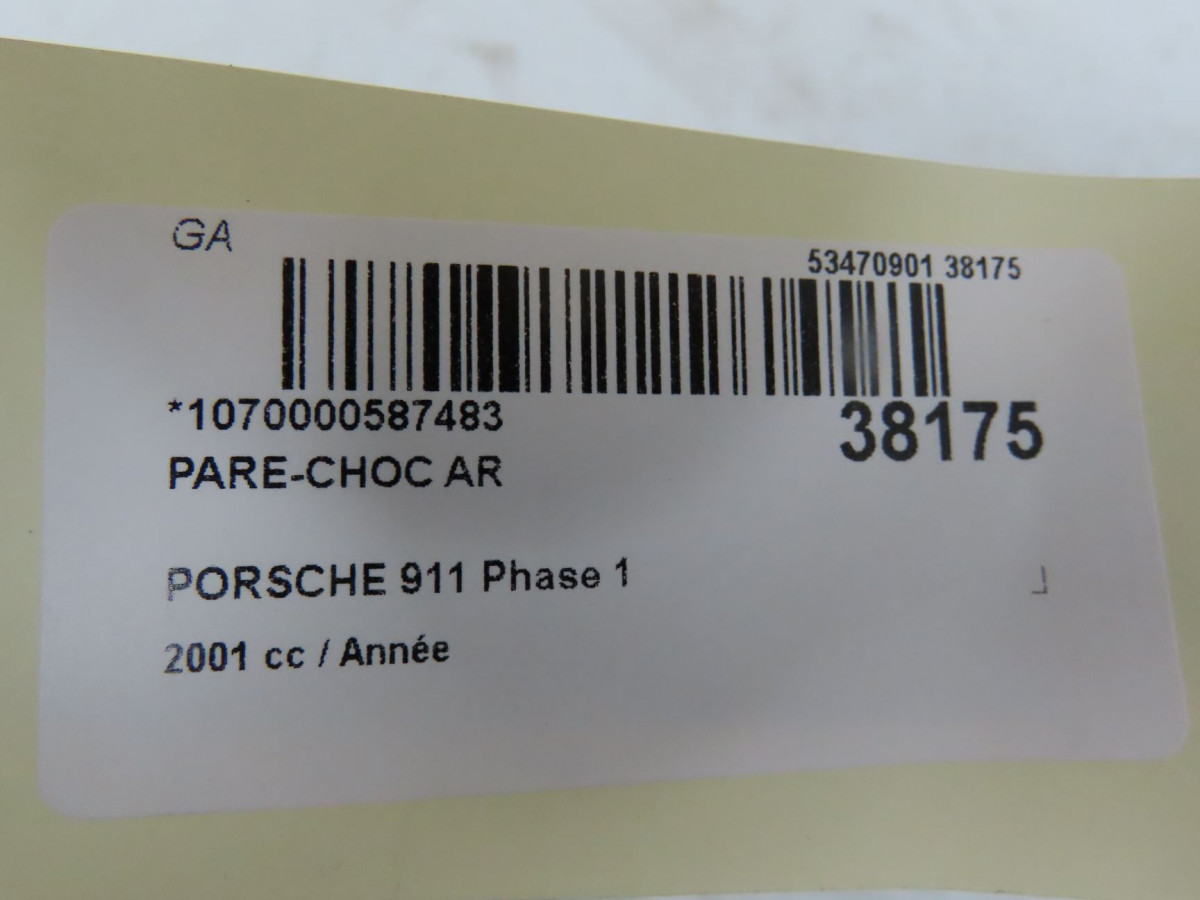 GA
53470901 38175
*1070000587483
38175
PARE-CHOC AR
PORSCHE 911 Phase 1
2001 cc / Année